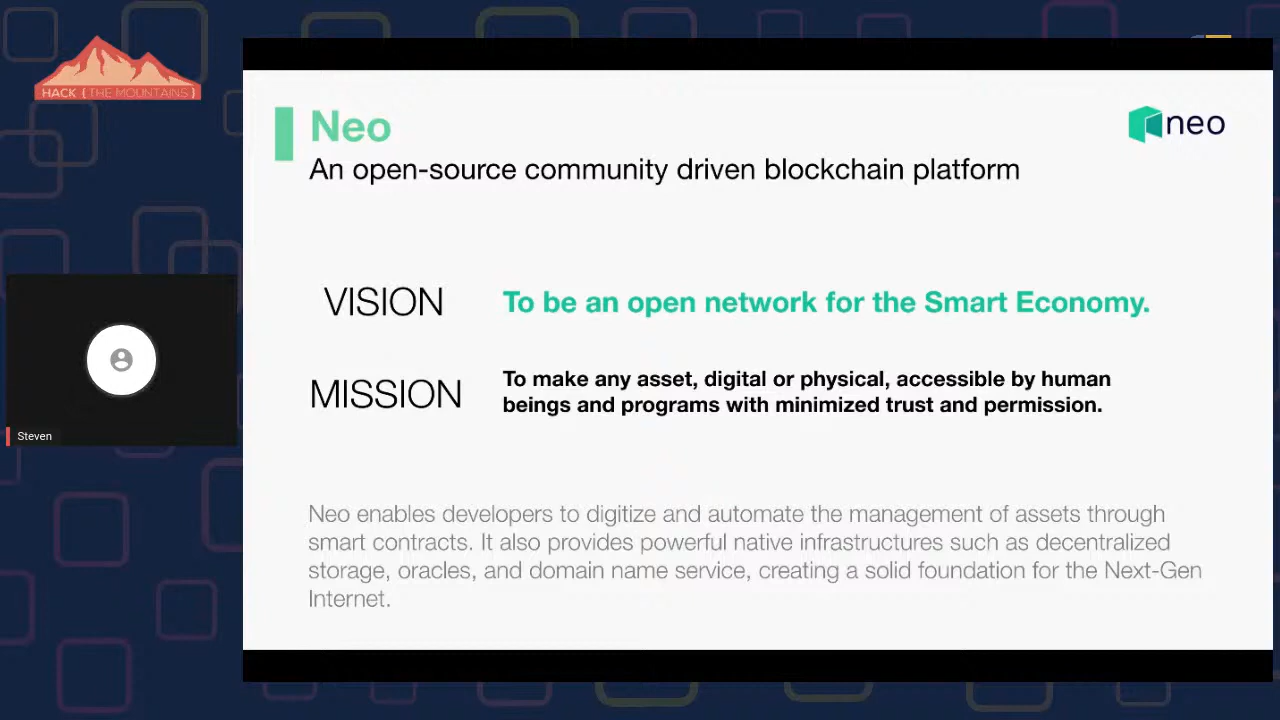 HACK { THE MOUNTAINS }
Neo
neo
An open-source community driven blockchain platform
VISION
To be an open network for the Smart Economy.
MISSION
To make any asset, digital or physical, accessible by human
beings and programs with minimized trust and permission.
Steven
Neo enables developers to digitize and automate the management of assets through
smart contracts. It also provides powerful native infrastructures such as decentralized
storage, oracles, and domain name service, creating a solid foundation for the Next-Gen
Internet.